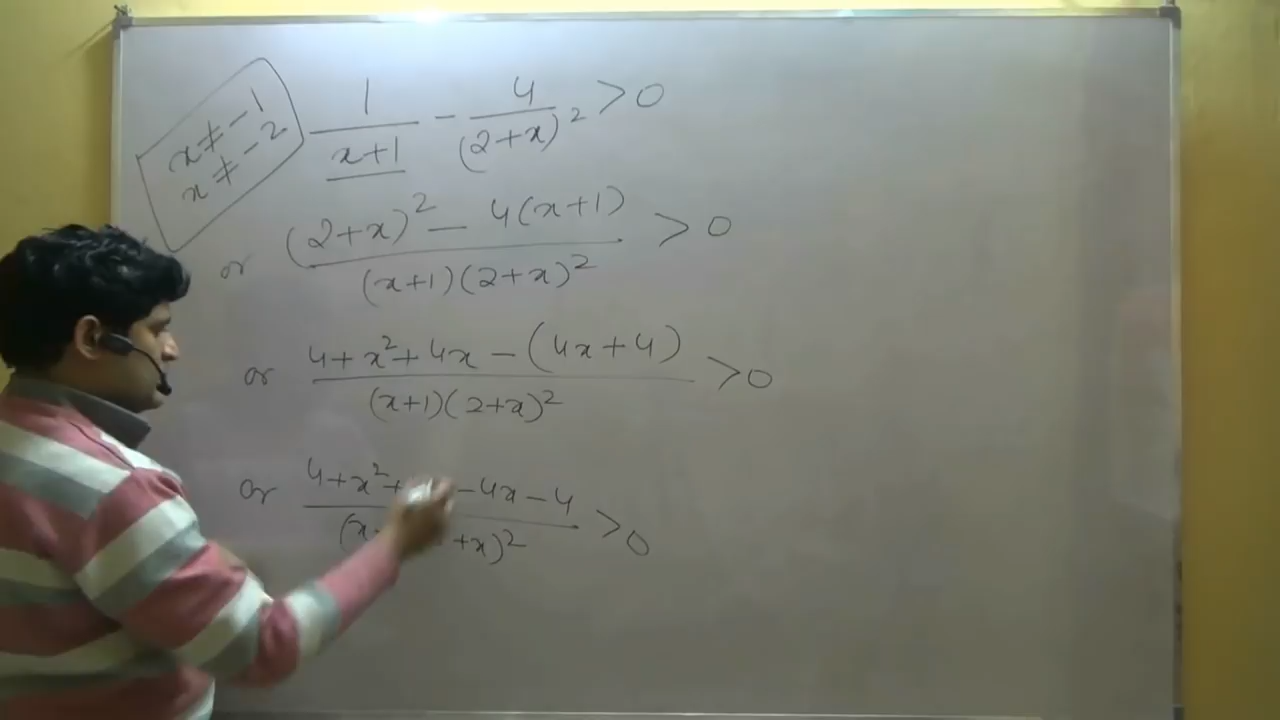 x ≠ -1
x ≠ -2
1/(x+1) - 4/(2+x)² > 0
or ((2+x)² - 4(x+1))/((x+1)(2+x)²) > 0
or (4+x²+4x-(4x+4))/((x+1)(2+x)²) > 0
or 4+x²+ -4x-4 / (x +x)² > 0